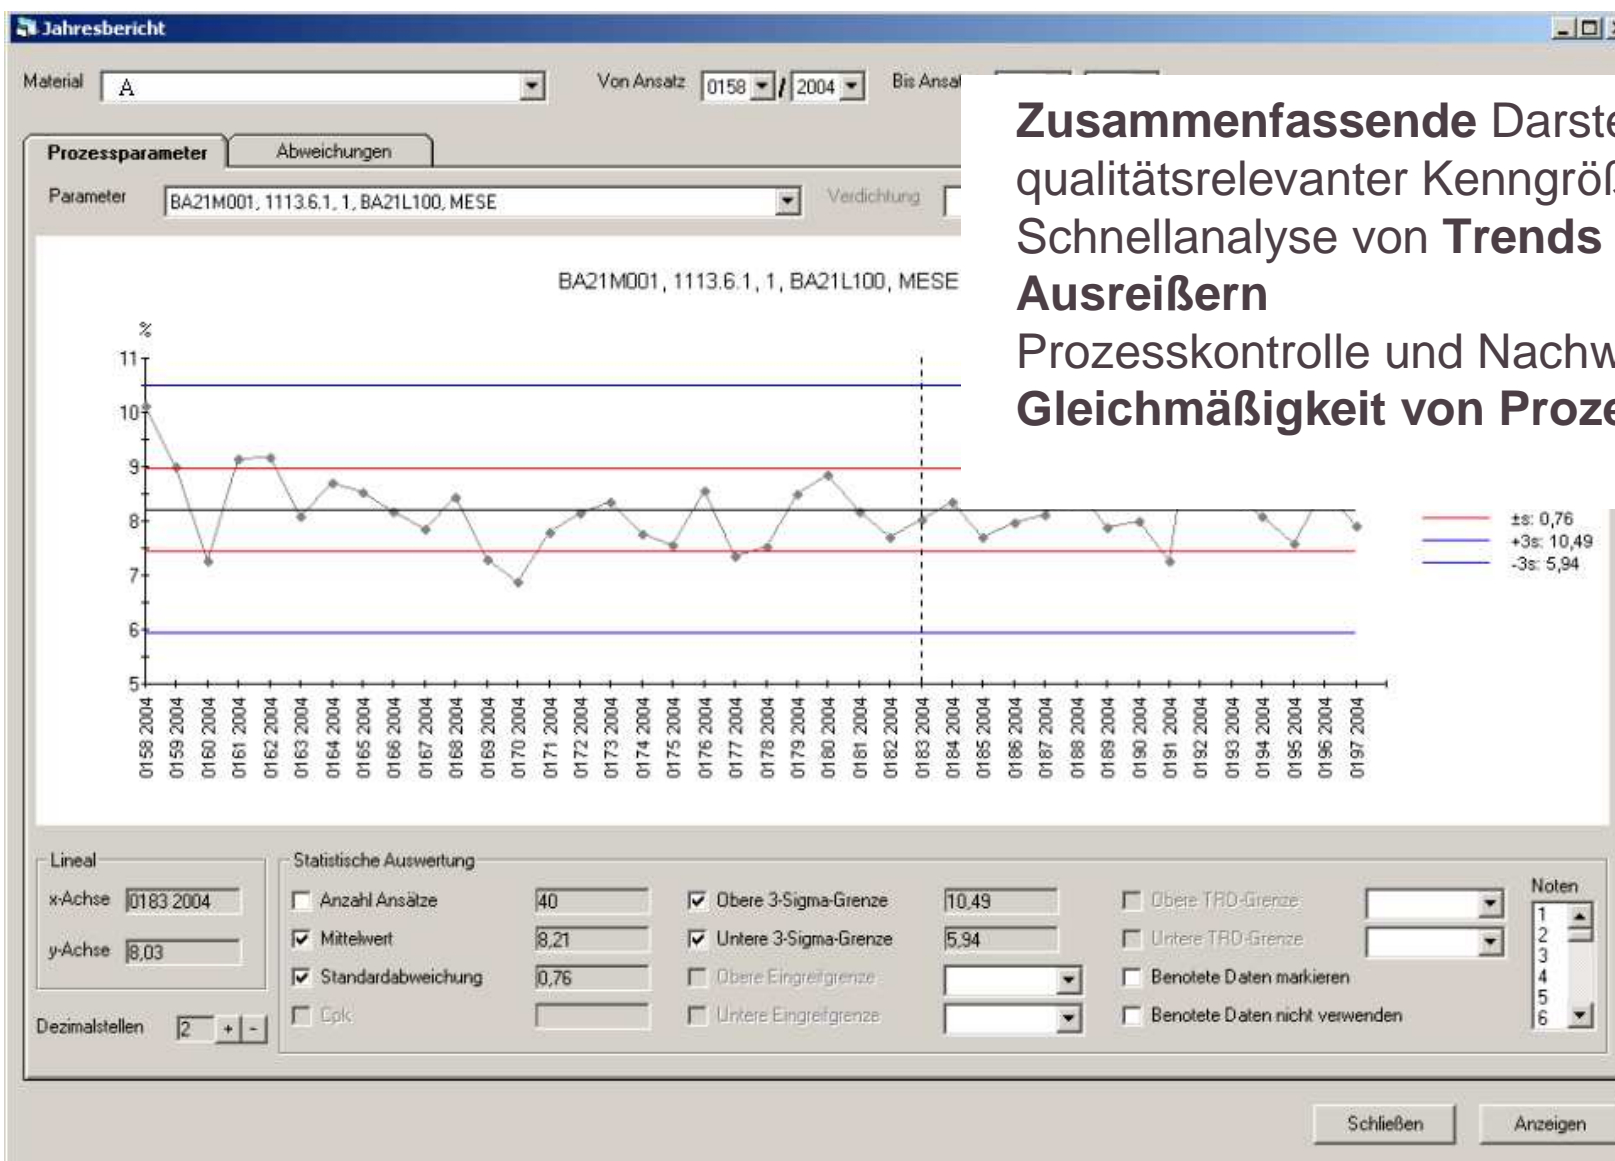 Jahresbericht
Material A Von Ansatz 0158 / 2004 Bis Ansat
Zusammenfassende Darste
qualitätsrelevanter Kenngröß
Schnellanalyse von Trends
Ausreißern
Prozesskontrolle und Nachw
Gleichmäßigkeit von Proze
Prozessparameter Abweichungen
Parameter BA21M001, 1113.6.1, 1, BA21L100, MESE Verdichtung
BA21M001, 1113.6.1, 1, BA21L100, MESE
%
11
10
9
8
7
6
5
±s: 0,76
+3s: 10,49
-3s: 5,94
0158 2004
0159 2004
0160 2004
0161 2004
0162 2004
0163 2004
0164 2004
0165 2004
0166 2004
0167 2004
0168 2004
0169 2004
0170 2004
0171 2004
0172 2004
0173 2004
0174 2004
0175 2004
0176 2004
0177 2004
0178 2004
0179 2004
0180 2004
0181 2004
0182 2004
0183 2004
0184 2004
0185 2004
0186 2004
0187 2004
0188 2004
0189 2004
0190 2004
0191 2004
0192 2004
0193 2004
0194 2004
0195 2004
0196 2004
0197 2004
Lineal
x-Achse 0183 2004
y-Achse 8,03
Dezimalstellen 2 + -
Statistische Auswertung
Anzahl Ansätze 40
Mittelwert 8,21
Standardabweichung 0,76
Cpk
Obere 3-Sigma-Grenze 10,49
Untere 3-Sigma-Grenze 5,94
Obere Eingreifgrenze
Untere Eingreifgrenze
Obere TRD-Grenze
Untere TRD-Grenze
Benotete Daten markieren
Benotete Daten nicht verwenden
Noten
1
2
3
4
5
6
Schließen Anzeigen